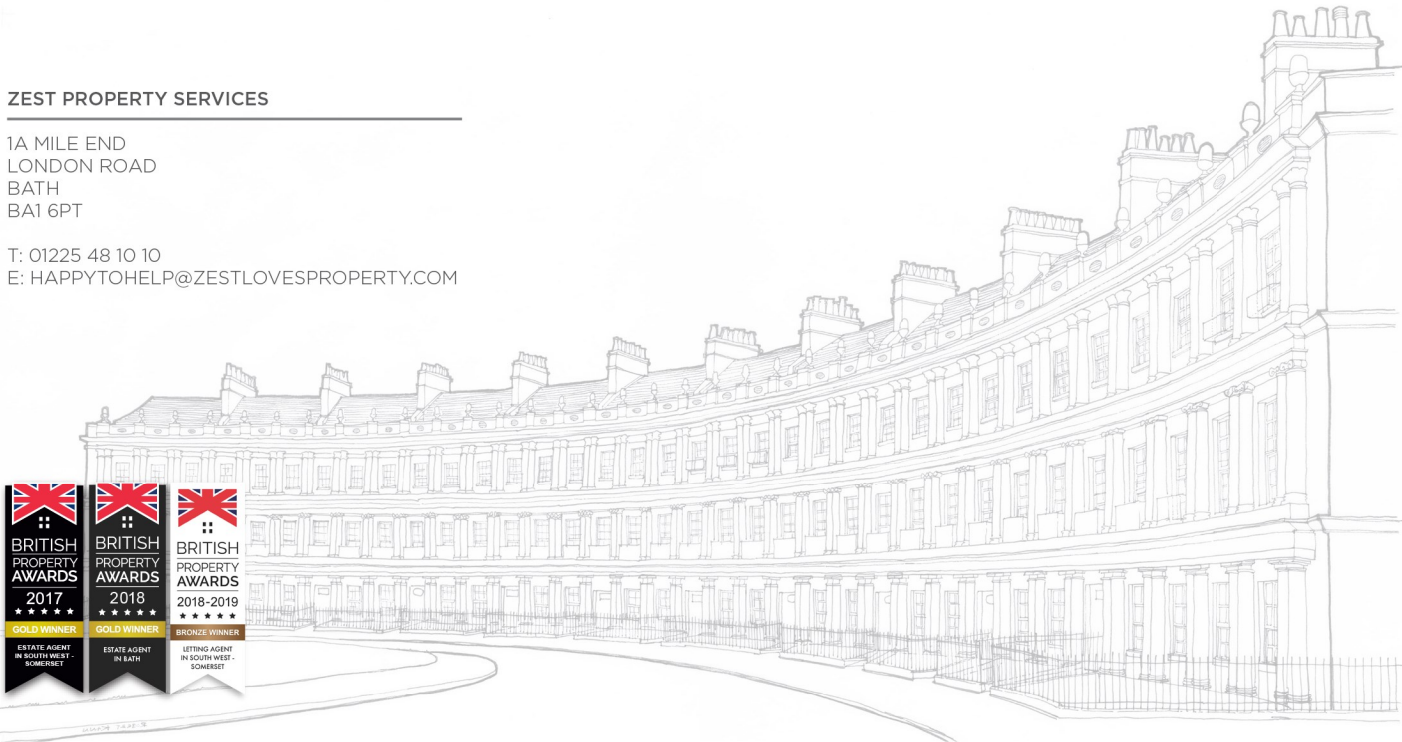 ZEST PROPERTY SERVICES
1A MILE END
LONDON ROAD
BATH
BA1 6PT
T: 01225 48 10 10
E: HAPPYTOHELP@ZESTLOVESPROPERTY.COM
BRITISH
PROPERTY
AWARDS
2017
GOLD WINNER
ESTATE AGENT
IN SOUTH WEST -
SOMERSET
BRITISH
PROPERTY
AWARDS
2018
GOLD WINNER
ESTATE AGENT
IN BATH
BRITISH
PROPERTY
AWARDS
2018-2019
BRONZE WINNER
LETTING AGENT
IN SOUTH WEST -
SOMERSET